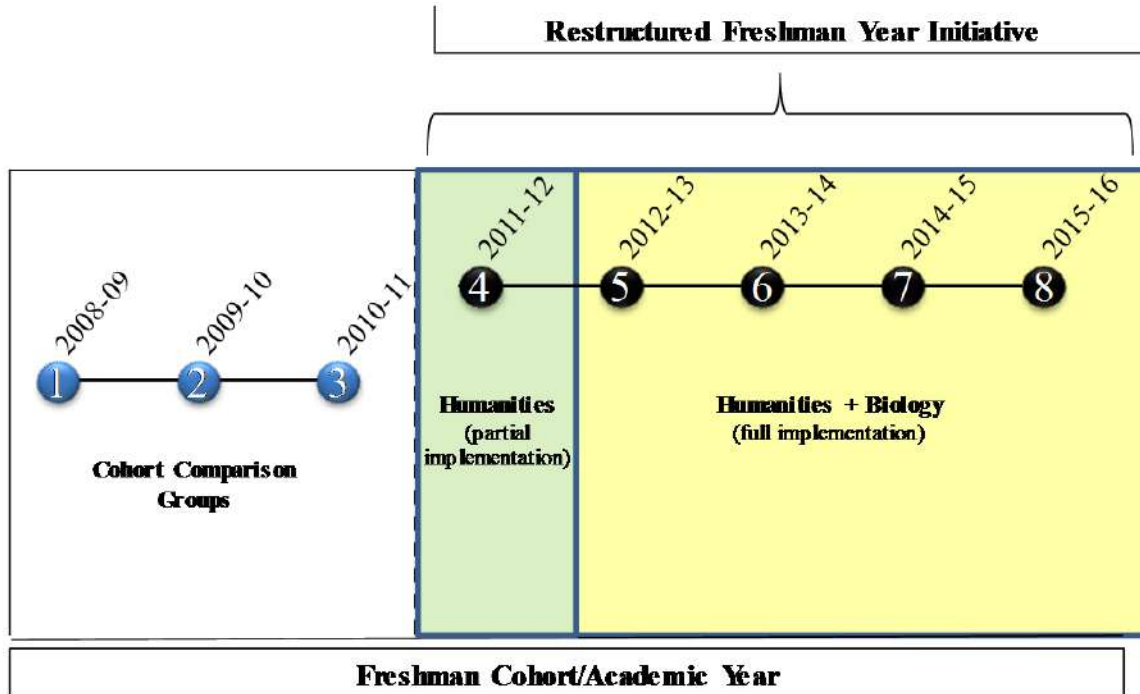 Restructured Freshman Year Initiative
2008-09
2009-10
2010-11
2011-12
2012-13
2013-14
2014-15
2015-16
4
5
6
7
8
1
2
3
Humanities
(partial
implementation)
Humanities + Biology
(full implementation)
Cohort Comparison
Groups
Freshman Cohort/Academic Year